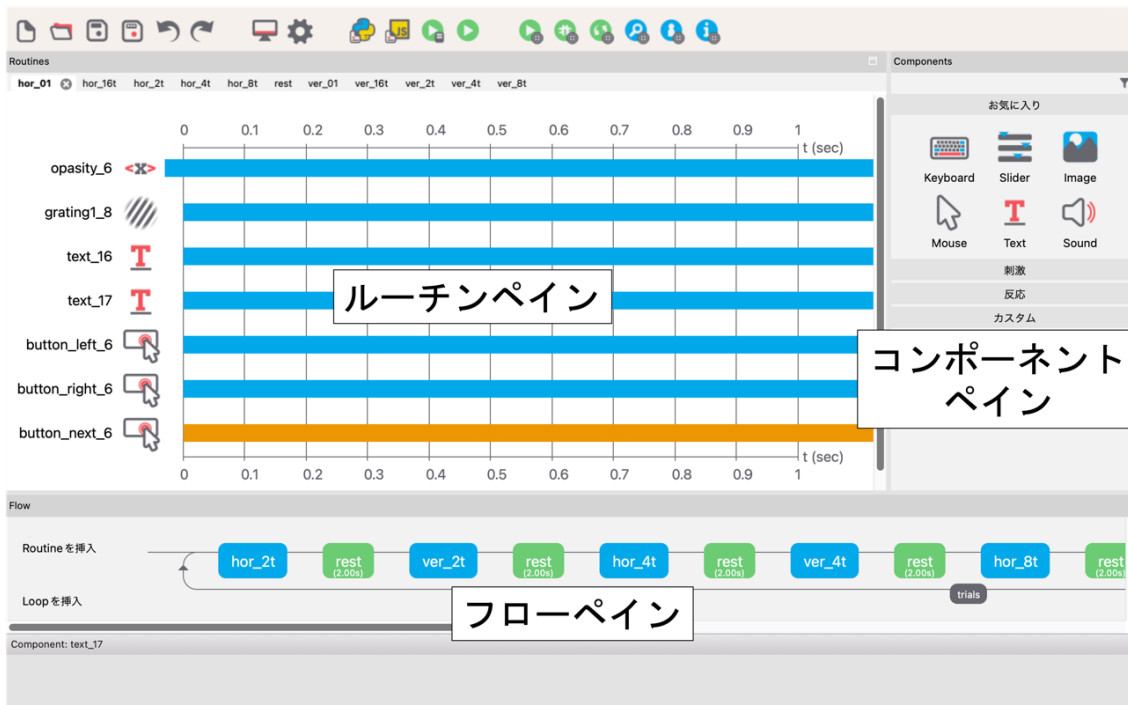 JS
Routines
Components
hor_01 hor_16t hor_2t hor_4t hor_8t rest ver_01 ver_16t ver_2t ver_4t ver_8t
お気に入り
0 0.1 0.2 0.3 0.4 0.5 0.6 0.7 0.8 0.9 1
t (sec)
opasity_6 <x>
grating1_8
text_16 T
text_17 T
button_left_6
button_right_6
button_next_6
t (sec)
0 0.1 0.2 0.3 0.4 0.5 0.6 0.7 0.8 0.9 1
ルーチンペイン
Keyboard Slider Image
T
Mouse Text Sound
刺激
反応
カスタム
コンポーネント
ペイン
Flow
Routineを挿入
hor_2t rest ver_2t rest hor_4t rest ver_4t rest hor_8t rest
(2.00s) (2.00s) (2.00s) (2.00s) (2.00s)
Loopを挿入
trials
フローペイン
Component: text_17